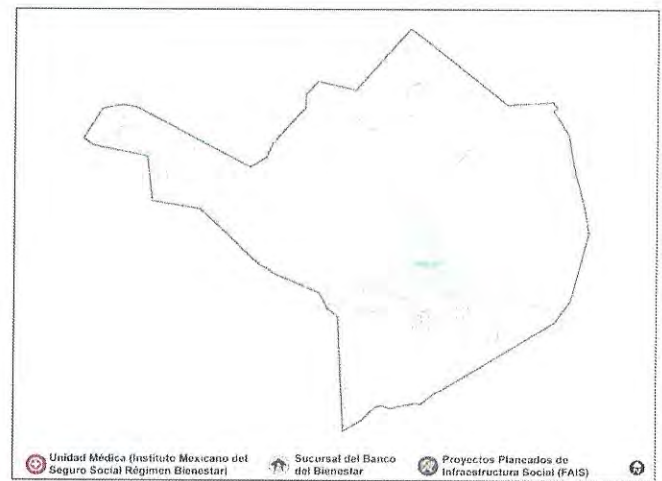 Unidad Médica (Instituto Mexicano del
Seguro Social Régimen Bienestar)
Sucursal del Banco
del Bienestar
Proyectos Planeados de
Infraestructura Social (FAIS)